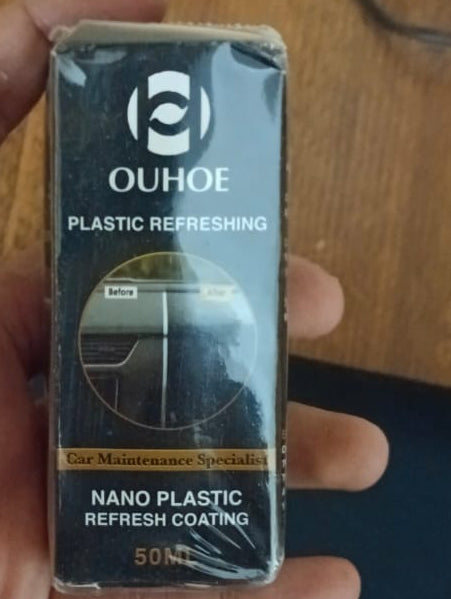 OUHOE
PLASTIC REFRESHING
Before After
Car Maintenance Specialist
NANO PLASTIC
REFRESH COATING
50ML